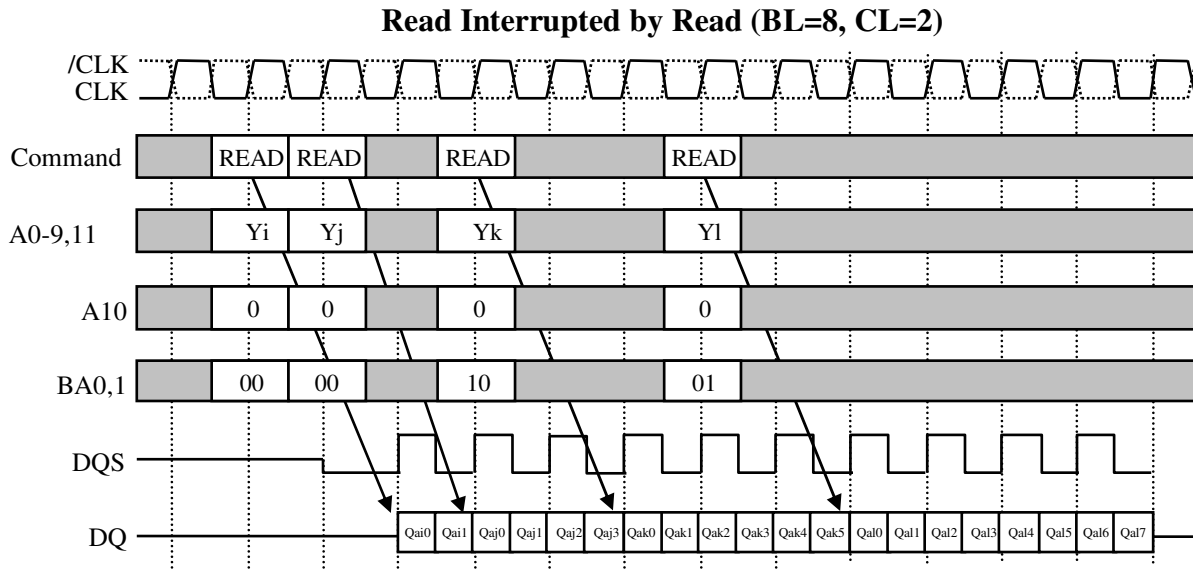 Read Interrupted by Read (BL=8, CL=2)
/CLK
CLK
Command READ READ READ READ
A0-9,11 Yi Yj Yk Yl
A10 0 0 0 0
BA0,1 00 00 10 01
DQS
DQ Qai0 Qai1 Qaj0 Qaj1 Qaj2 Qaj3 Qak0 Qak1 Qak2 Qak3 Qak4 Qak5 Qal0 Qal1 Qal2 Qal3 Qal4 Qal5 Qal6 Qal7